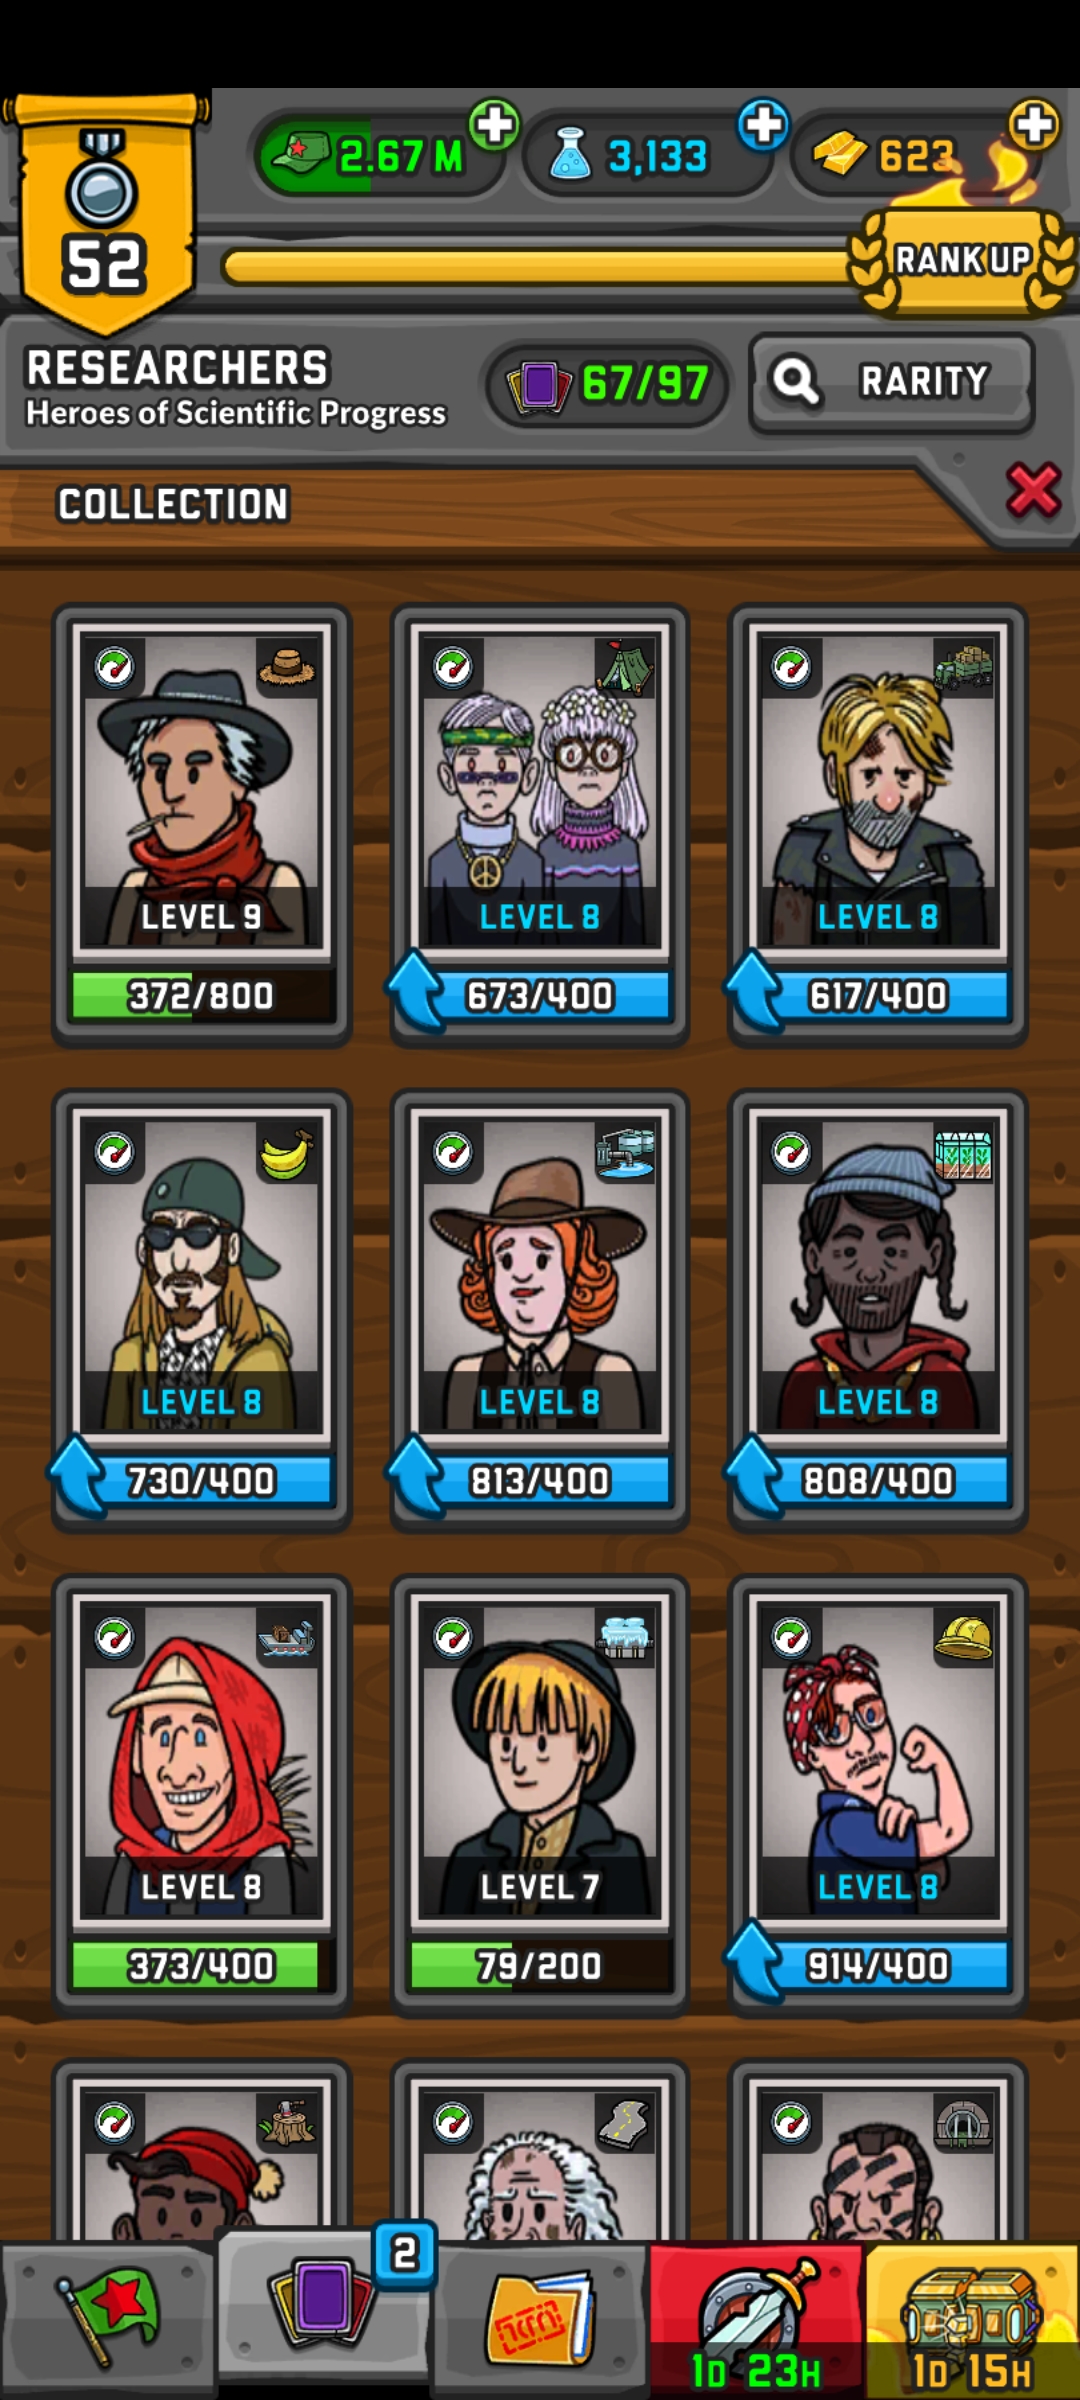 2.67 M
3,133
623
52
RANK UP
RESEARCHERS
Heroes of Scientific Progress
67/97
RARITY
COLLECTION
LEVEL 9
LEVEL 8
LEVEL 8
372/800
673/400
617/400
LEVEL 8
LEVEL 8
LEVEL 8
730/400
813/400
808/400
LEVEL 8
LEVEL 7
LEVEL 8
373/400
79/200
914/400
2
1D 23H
1D 15H